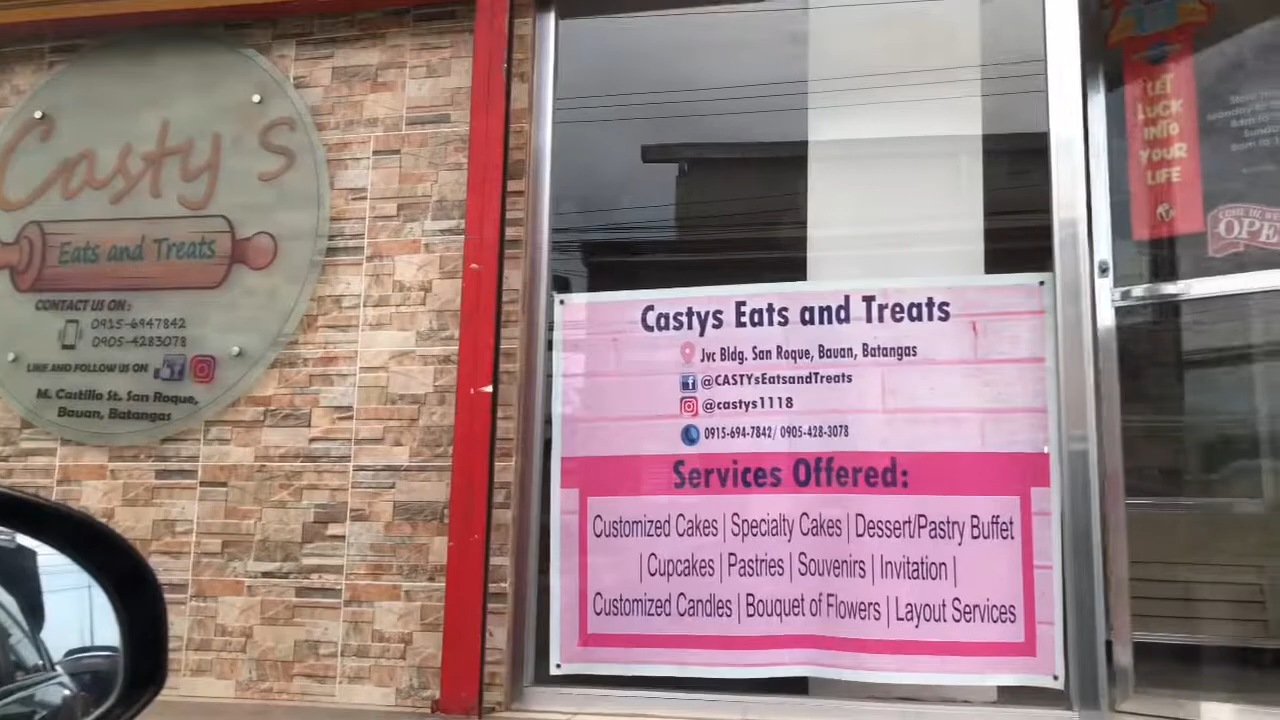 Casty's
Eats and Treats
CONTACT US ON:
0915-6947842
0905-4283078
LIKE AND FOLLOW US ON
M. Castillo St. San Roque,
Bauan, Batangas
Castys Eats and Treats
Jvc Bldg. San Roque, Bauan, Batangas
@CASTYsEatsandTreats
@castys1118
0915-694-7842/ 0905-428-3078
Services Offered:
Customized Cakes | Specialty Cakes | Dessert/Pastry Buffet
| Cupcakes | Pastries | Souvenirs | Invitation |
Customized Candles | Bouquet of Flowers | Layout Services
LET
LUCK
INTO
YOUR
LIFE